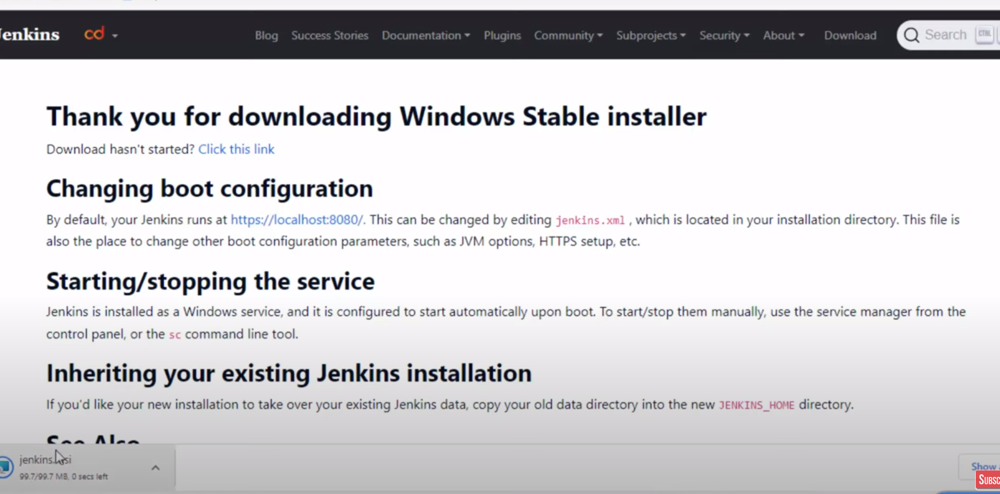 Jenkins cd Blog Success Stories Documentation Plugins Community Subprojects Security About Download Search CTRL
Thank you for downloading Windows Stable installer
Download hasn't started? Click this link
Changing boot configuration
By default, your Jenkins runs at https://localhost:8080/. This can be changed by editing jenkins.xml , which is located in your installation directory. This file is
also the place to change other boot configuration parameters, such as JVM options, HTTPS setup, etc.
Starting/stopping the service
Jenkins is installed as a Windows service, and it is configured to start automatically upon boot. To start/stop them manually, use the service manager from the
control panel, or the sc command line tool.
Inheriting your existing Jenkins installation
If you'd like your new installation to take over your existing Jenkins data, copy your old data directory into the new JENKINS_HOME directory.
See Also
jenkins.msi
99.7/99.7 MB, 0 secs left
Show
SUBSC